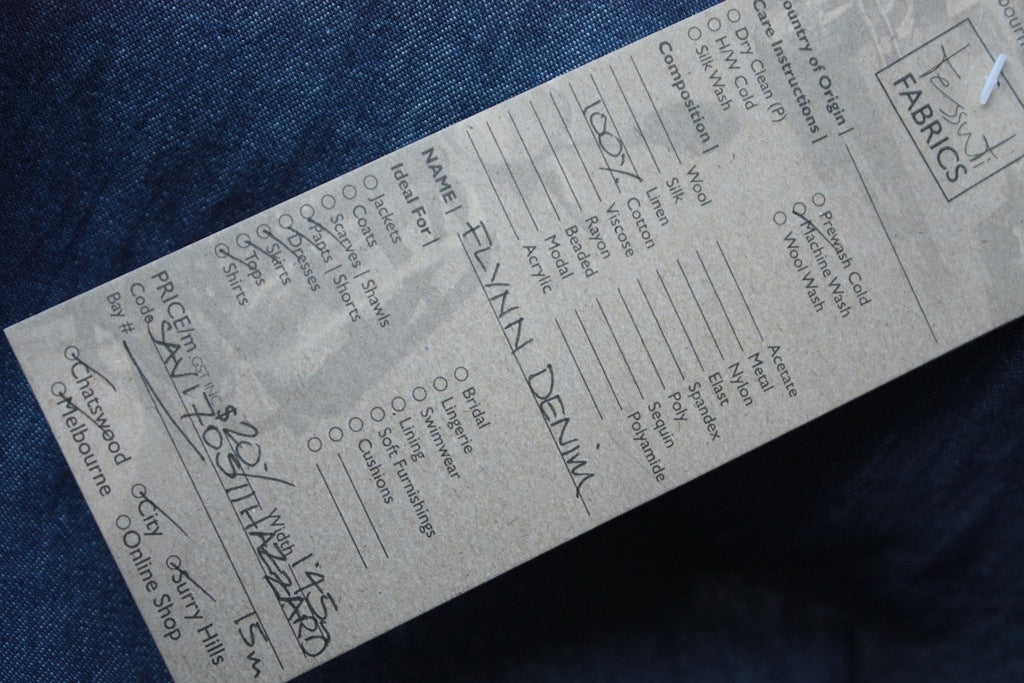 tessuti
FABRICS
ountry of Origin |
Care Instructions |
Dry Clean (P)
H/W Cold
Silk Wash
Prewash Cold
Machine Wash
Wool Wash
Composition |
Wool
Silk
Linen
100% Cotton
Viscose
Rayon
Beaded
Modal
Acrylic
Acetate
Metal
Nylon
Elast
Spandex
Poly
Sequin
Polyamide
NAME | FLYNN DENIM
Ideal For |
Jackets
Coats
Scarves | Shawls
Pants | Shorts
Dresses
Skirts
Tops
Shirts
Bridal
Lingerie
Swimwear
Lining
Soft Furnishings
Cushions
PRICE/m GST INC $20/ Width 1.45
Code
Bay # 15m
Chatswood
Melbourne
City
Online Shop
Surry Hills